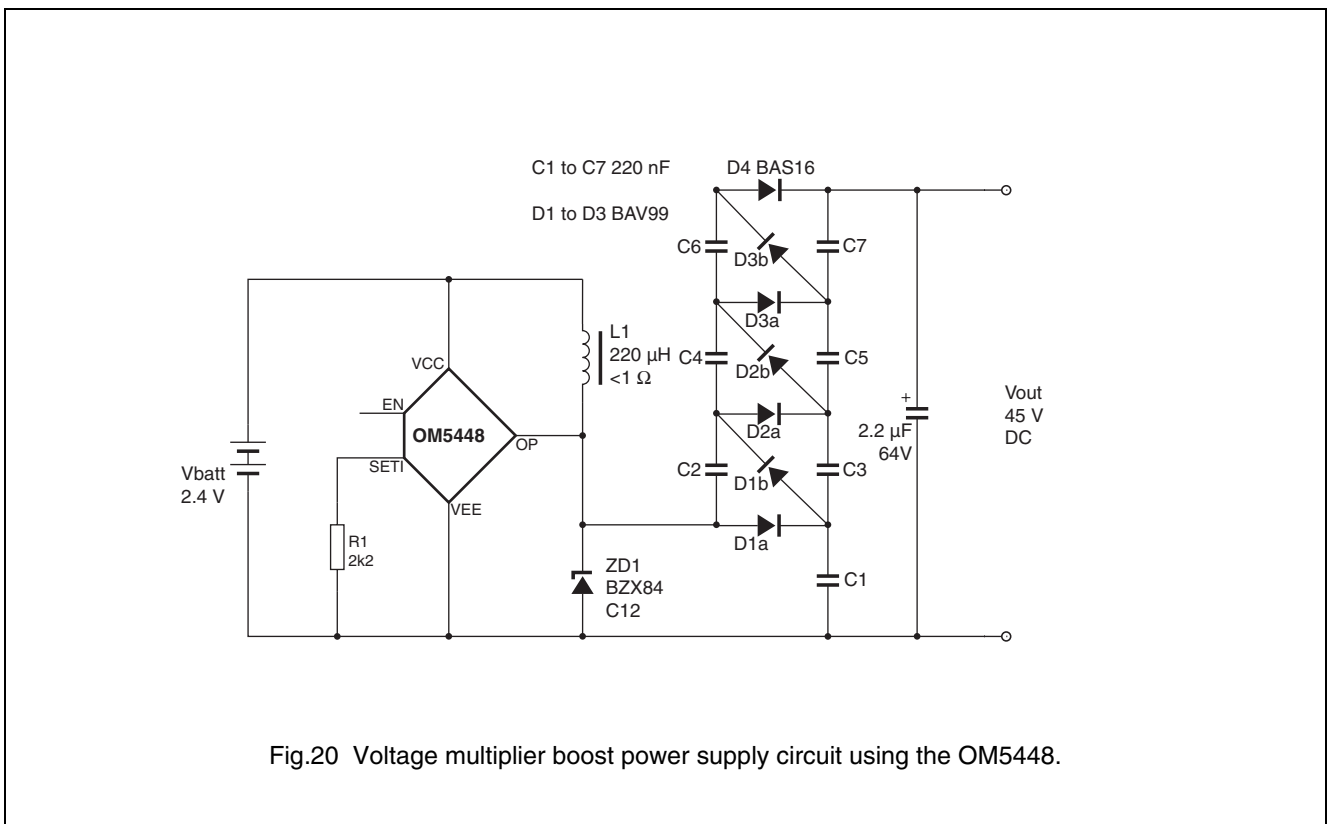 C1 to C7 220 nF
D4 BAS16
D1 to D3 BAV99
C6
C7
D3b
D3a
L1
220 µH
<1 Ω
C4
C5
D2b
VCC
EN
OM5448
OP
SETI
VEE
D2a
Vbatt
2.4 V
R1
2k2
C2
C3
D1b
D1a
+
2.2 µF
64V
Vout
45 V
DC
ZD1
BZX84
C12
C1
Fig.20 Voltage multiplier boost power supply circuit using the OM5448.